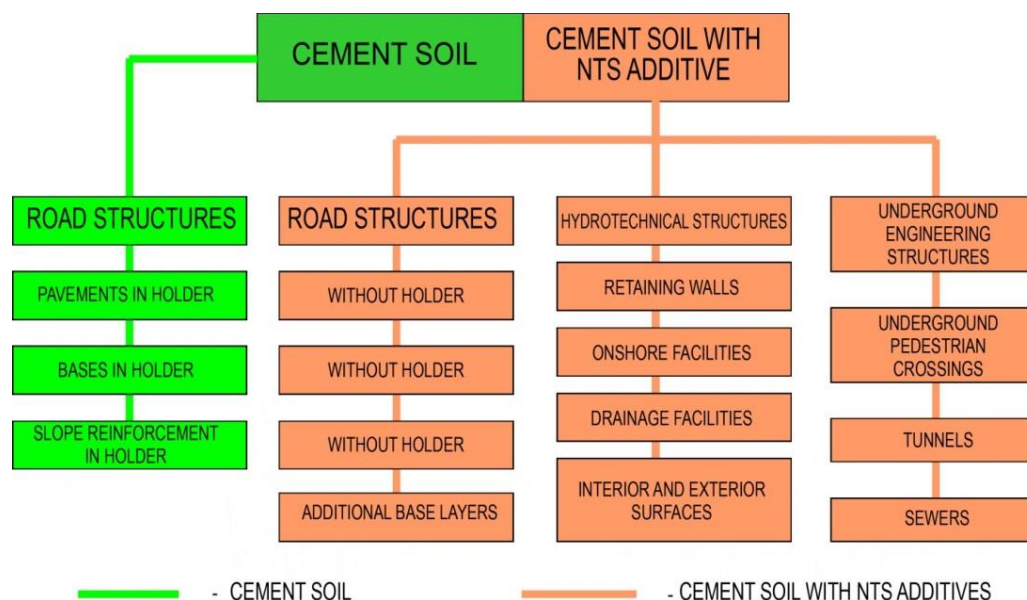 CEMENT SOIL
CEMENT SOIL WITH
NTS ADDITIVE
ROAD STRUCTURES
PAVEMENTS IN HOLDER
BASES IN HOLDER
SLOPE REINFORCEMENT
IN HOLDER
ROAD STRUCTURES
WITHOUT HOLDER
WITHOUT HOLDER
WITHOUT HOLDER
ADDITIONAL BASE LAYERS
HYDROTECHNICAL STRUCTURES
RETAINING WALLS
ONSHORE FACILITIES
DRAINAGE FACILITIES
INTERIOR AND EXTERIOR
SURFACES
UNDERGROUND
ENGINEERING
STRUCTURES
UNDERGROUND
PEDESTRIAN
CROSSINGS
TUNNELS
SEWERS
- CEMENT SOIL
- CEMENT SOIL WITH NTS ADDITIVES